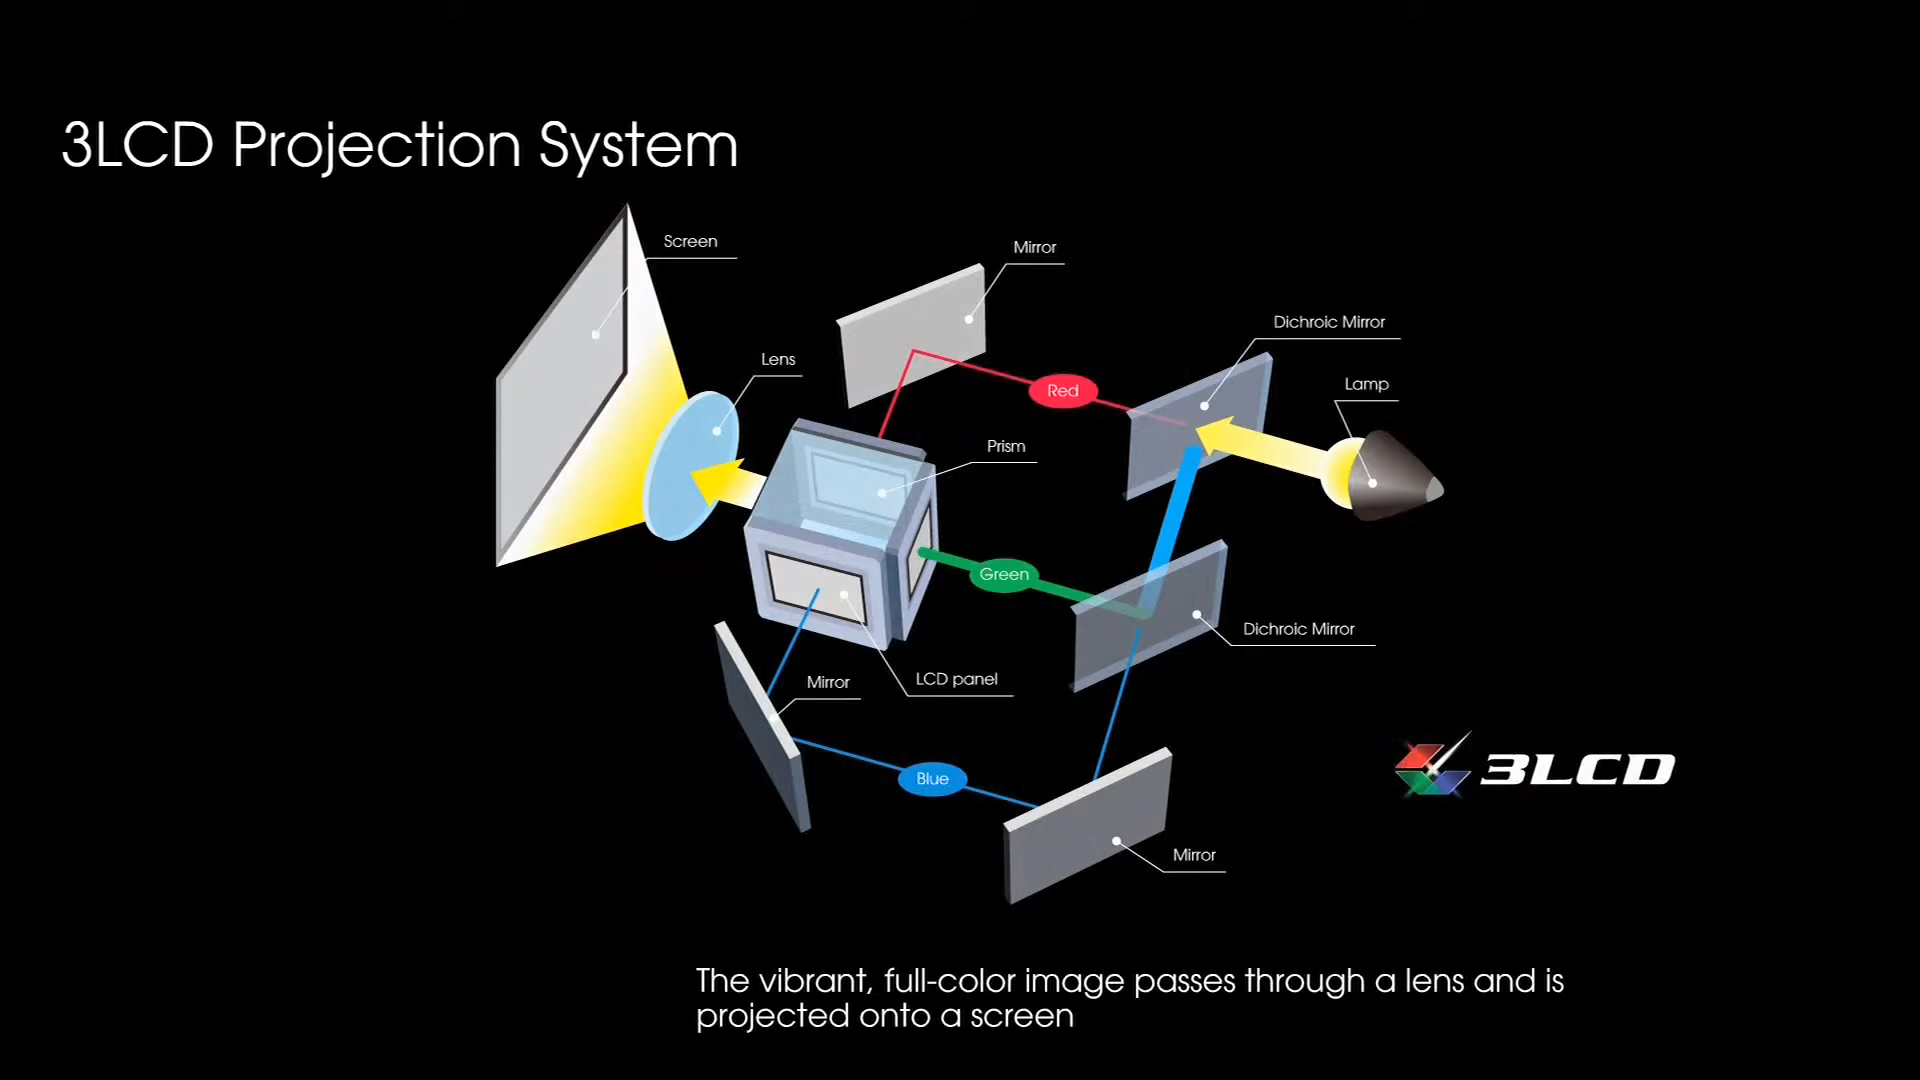 3LCD Projection System
Screen
Mirror
Dichroic Mirror
Lens
Lamp
Red
Prism
Green
Dichroic Mirror
Mirror
LCD panel
Blue
3LCD
Mirror
The vibrant, full-color image passes through a lens and is
projected onto a screen